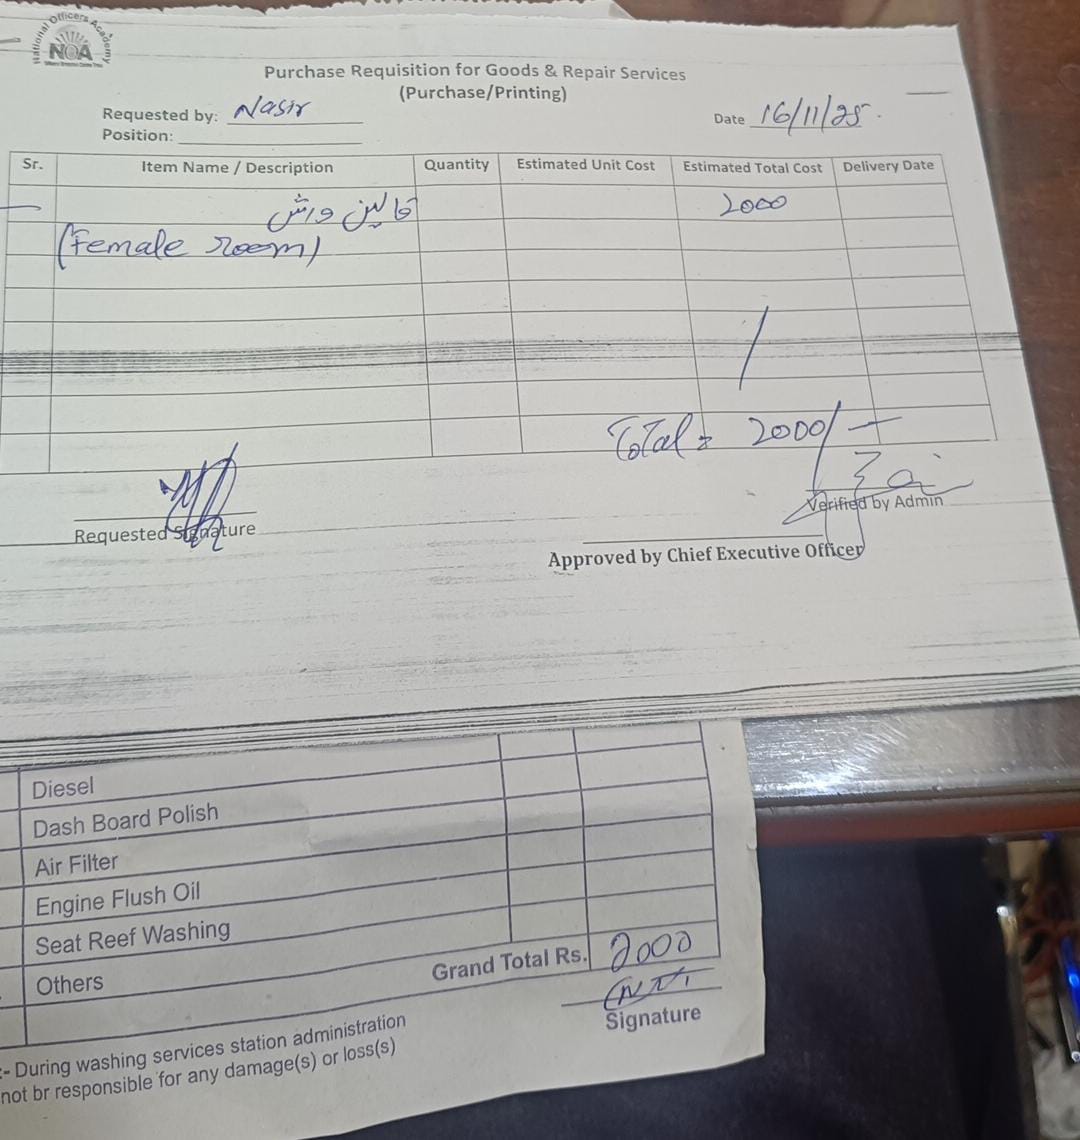 National Officers Academy
NOA
Purchase Requisition for Goods & Repair Services
(Purchase/Printing)
Requested by: Nasir
Date 16/11/25
Position:
Sr. Item Name / Description Quantity Estimated Unit Cost Estimated Total Cost Delivery Date
قالین واش 2000
(Female room)
Total = 2000/-
Verified by Admin
Requested Signature
Approved by Chief Executive Officer
Diesel
Dash Board Polish
Air Filter
Engine Flush Oil
Seat Reef Washing
Others
Grand Total Rs. 2000
Signature
:- During washing services station administration
not br responsible for any damage(s) or loss(s)